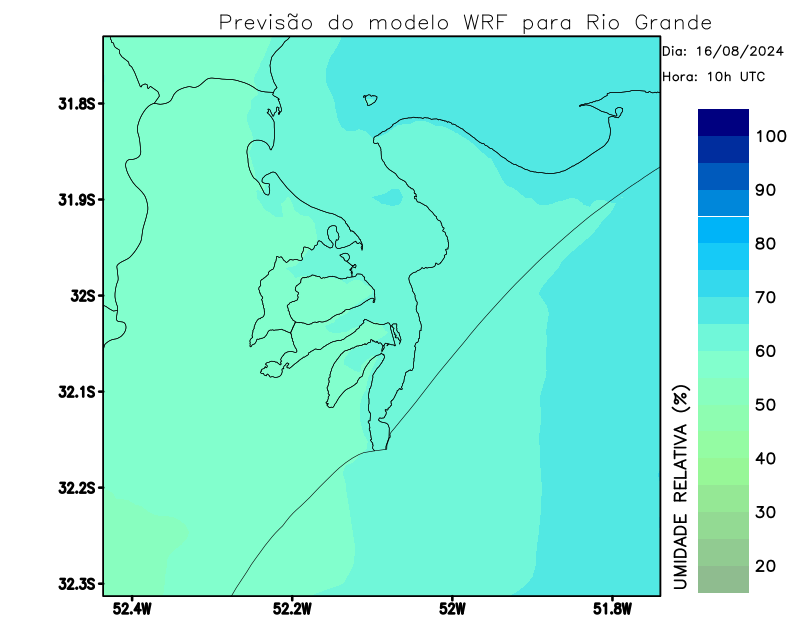 Previsão do modelo WRF para Rio Grande
Dia: 16/08/2024
Hora: 10h UTC
31.8S
31.9S
32S
32.1S
32.2S
32.3S
52.4W 52.2W 52W 51.8W
UMIDADE RELATIVA (%)
100
90
80
70
60
50
40
30
20